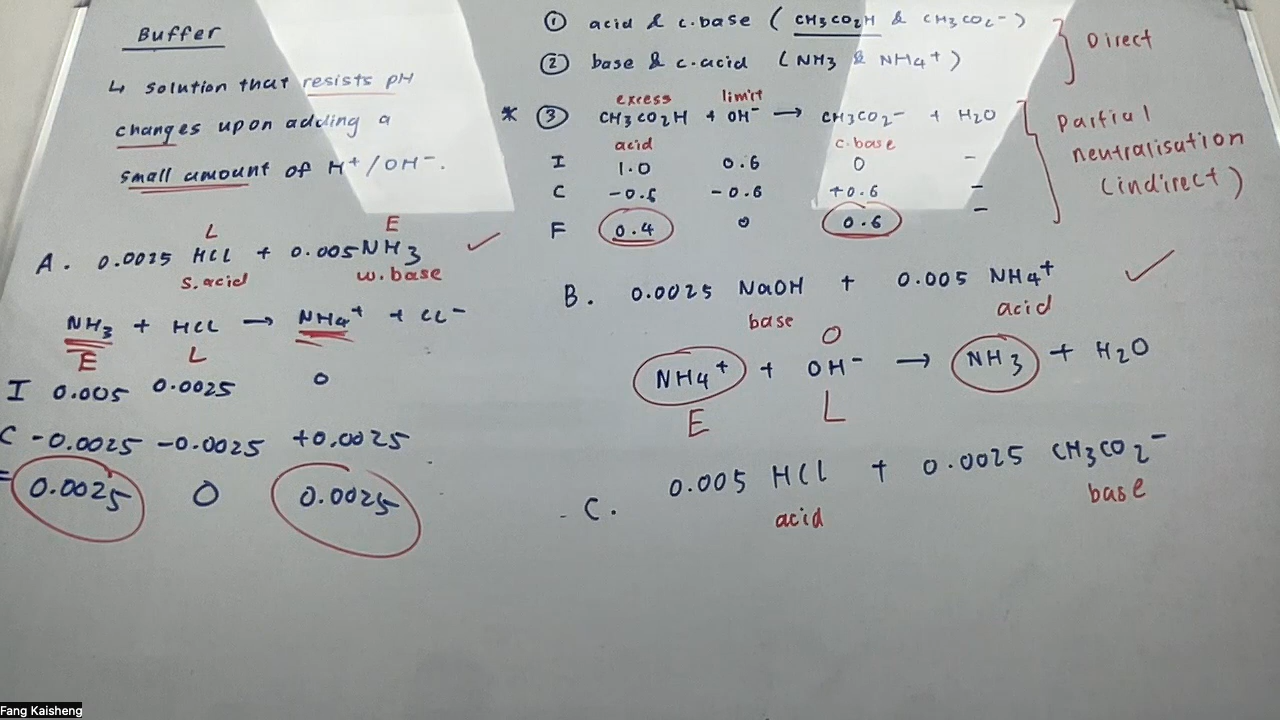 Buffer
↳ solution that resists pH
changes upon adding a
small amount of H+/OH-.
① acid & c.base (CH3CO2H & CH3CO2-)
② base & c.acid (NH3 & NH4+)
} Direct
excess limit
* ③ CH3CO2H + OH- → CH3CO2- + H2O
acid c.base
I 1.0 0.6 0 -
C -0.6 -0.6 +0.6 -
F 0.4 0 0.6 -
} Partial
neutralisation
(indirect)
L E
A. 0.0025 HCl + 0.005 NH3 ✓
s.acid w.base
NH3 + HCl → NH4+ + Cl-
E L
I 0.005 0.0025 0
C -0.0025 -0.0025 +0.0025
= 0.0025 0 0.0025
B. 0.0025 NaOH + 0.005 NH4+ ✓
base acid
O
NH4+ + OH- → NH3 + H2O
E L
- C. 0.005 HCl + 0.0025 CH3CO2-
acid base
Fang Kaisheng